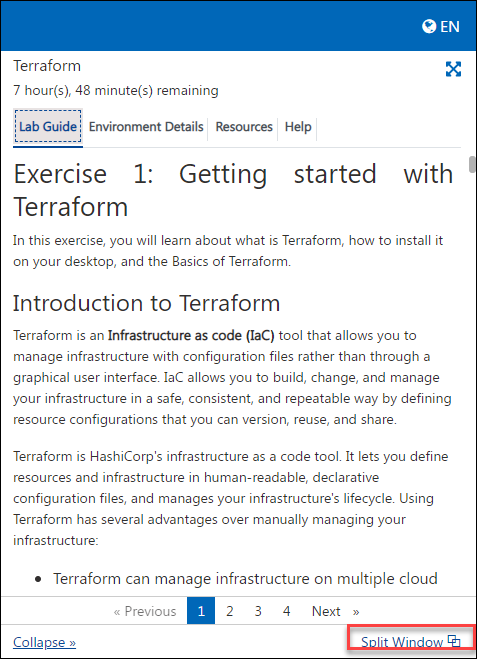 EN
Terraform
7 hour(s), 48 minute(s) remaining
Lab Guide Environment Details Resources Help
Exercise 1: Getting started with
Terraform
In this exercise, you will learn about what is Terraform, how to install it
on your desktop, and the Basics of Terraform.
Introduction to Terraform
Terraform is an Infrastructure as code (IaC) tool that allows you to
manage infrastructure with configuration files rather than through a
graphical user interface. IaC allows you to build, change, and manage
your infrastructure in a safe, consistent, and repeatable way by defining
resource configurations that you can version, reuse, and share.
Terraform is HashiCorp's infrastructure as a code tool. It lets you define
resources and infrastructure in human-readable, declarative
configuration files, and manages your infrastructure's lifecycle. Using
Terraform has several advantages over manually managing your
infrastructure:
• Terraform can manage infrastructure on multiple cloud
« Previous 1 2 3 4 Next »
Collapse » Split Window